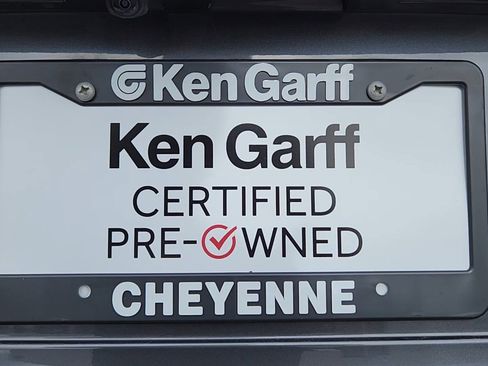 Ken Garff
Ken Garff
CERTIFIED
PRE-OWNED
CHEYENNE